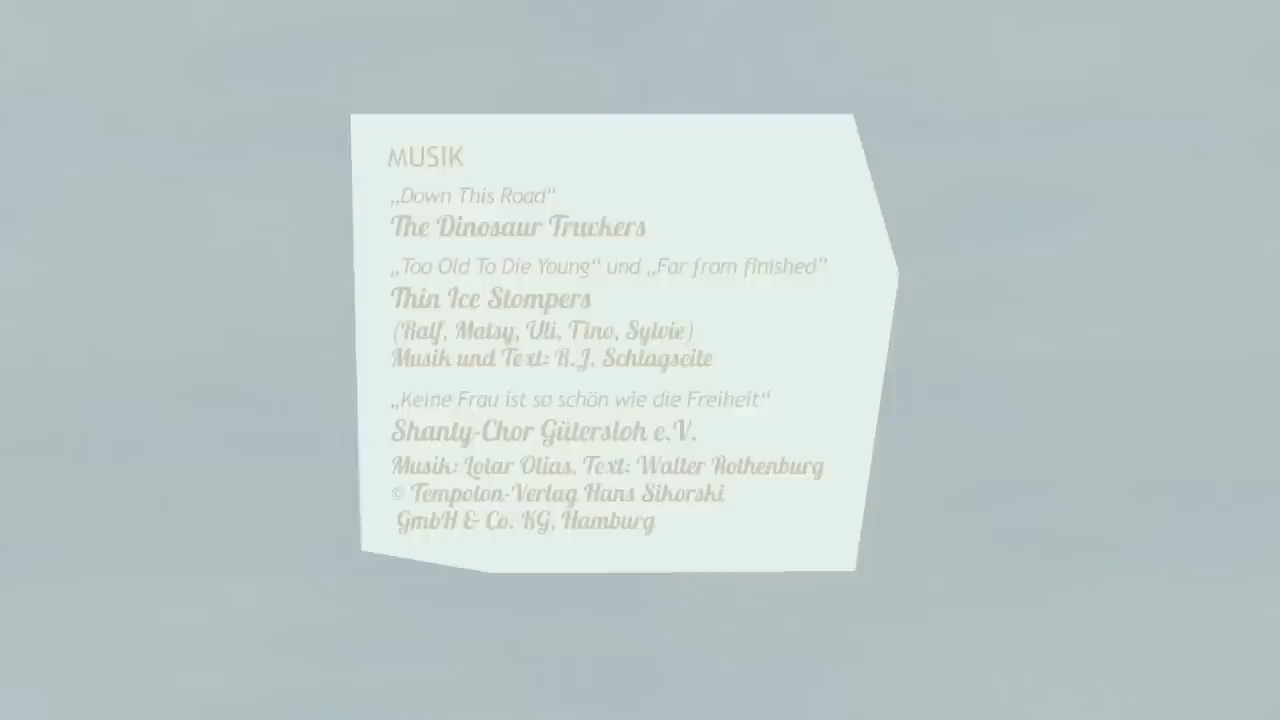 MUSIK
„Down This Road“
The Dinosaur Truckers
„Too Old To Die Young“ und „Far from finished“
Thin Ice Stompers
(Ralf, Matsy, Uli, Tino, Sylvie)
Musik und Text: R.J. Schlagseite
„Keine Frau ist so schön wie die Freiheit“
Shanty-Chor Gütersloh e.V.
Musik: Lotar Olias, Text: Walter Rothenburg
© Tempoton-Verlag Hans Sikorski
GmbH & Co. KG, Hamburg